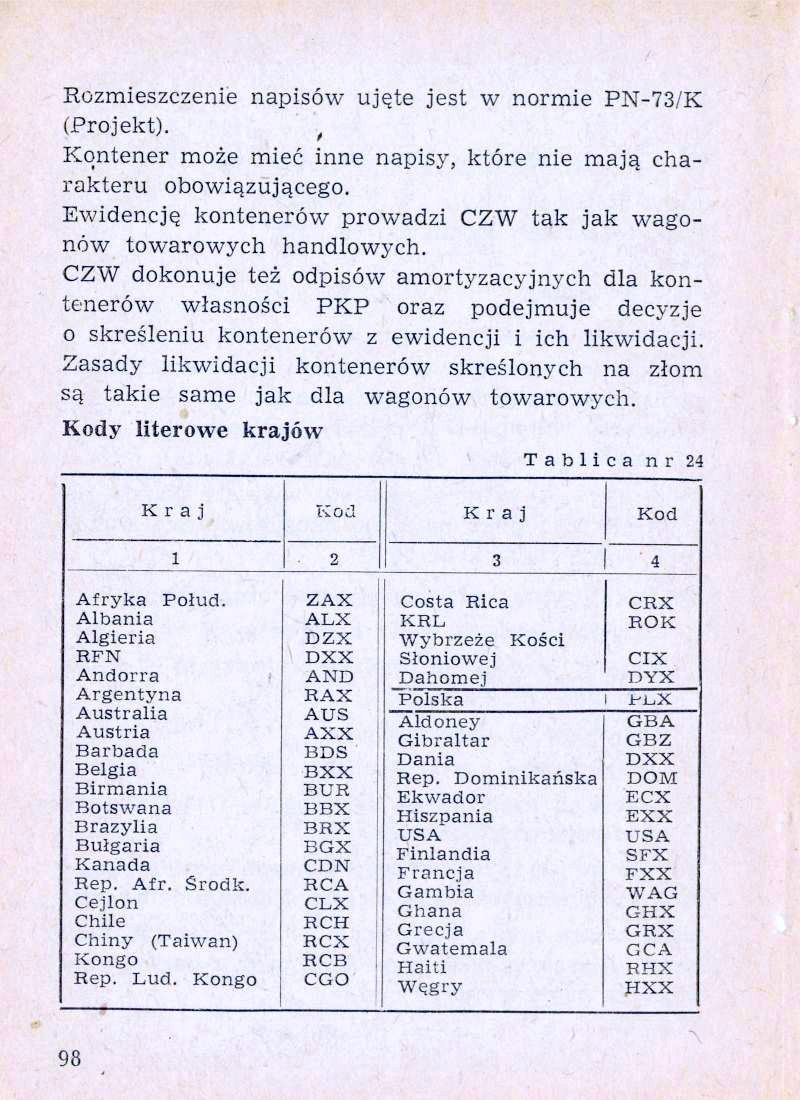 Rozmieszczenie napisów ujęte jest w normie PN-73/K
(Projekt).
Kontener może mieć inne napisy, które nie mają cha-
rakteru obowiązującego.
Ewidencję kontenerów prowadzi CZW tak jak wago-
nów towarowych handlowych.
CZW dokonuje też odpisów amortyzacyjnych dla kon-
tenerów własności PKP oraz podejmuje decyzje
o skreśleniu kontenerów z ewidencji i ich likwidacji.
Zasady likwidacji kontenerów skreślonych na złom
są takie same jak dla wagonów towarowych.
Kody literowe krajów
Tablica nr 24
Kraj Kod Kraj Kod
1 2 3 4
Afryka Połud. ZAX Costa Rica CRX
Albania ALX KRL ROK
Algieria DZX Wybrzeże Kości
RFN DXX Słoniowej CIX
Andorra AND Dahomej DYX
Argentyna RAX Polska PLX
Australia AUS Aldoney GBA
Austria AXX Gibraltar GBZ
Barbada BDS Dania DXX
Belgia BXX Rep. Dominikańska DOM
Birmania BUR Ekwador ECX
Botswana BBX Hiszpania EXX
Brazylia BRX USA USA
Bułgaria BGX Finlandia SFX
Kanada CDN Francja FXX
Rep. Afr. Środk. RCA Gambia WAG
Cejlon CLX Ghana GHX
Chile RCH Grecja GRX
Chiny (Taiwan) RCX Gwatemala GCA
Kongo RCB Haiti RHX
Rep. Lud. Kongo CGO Węgry HXX
98